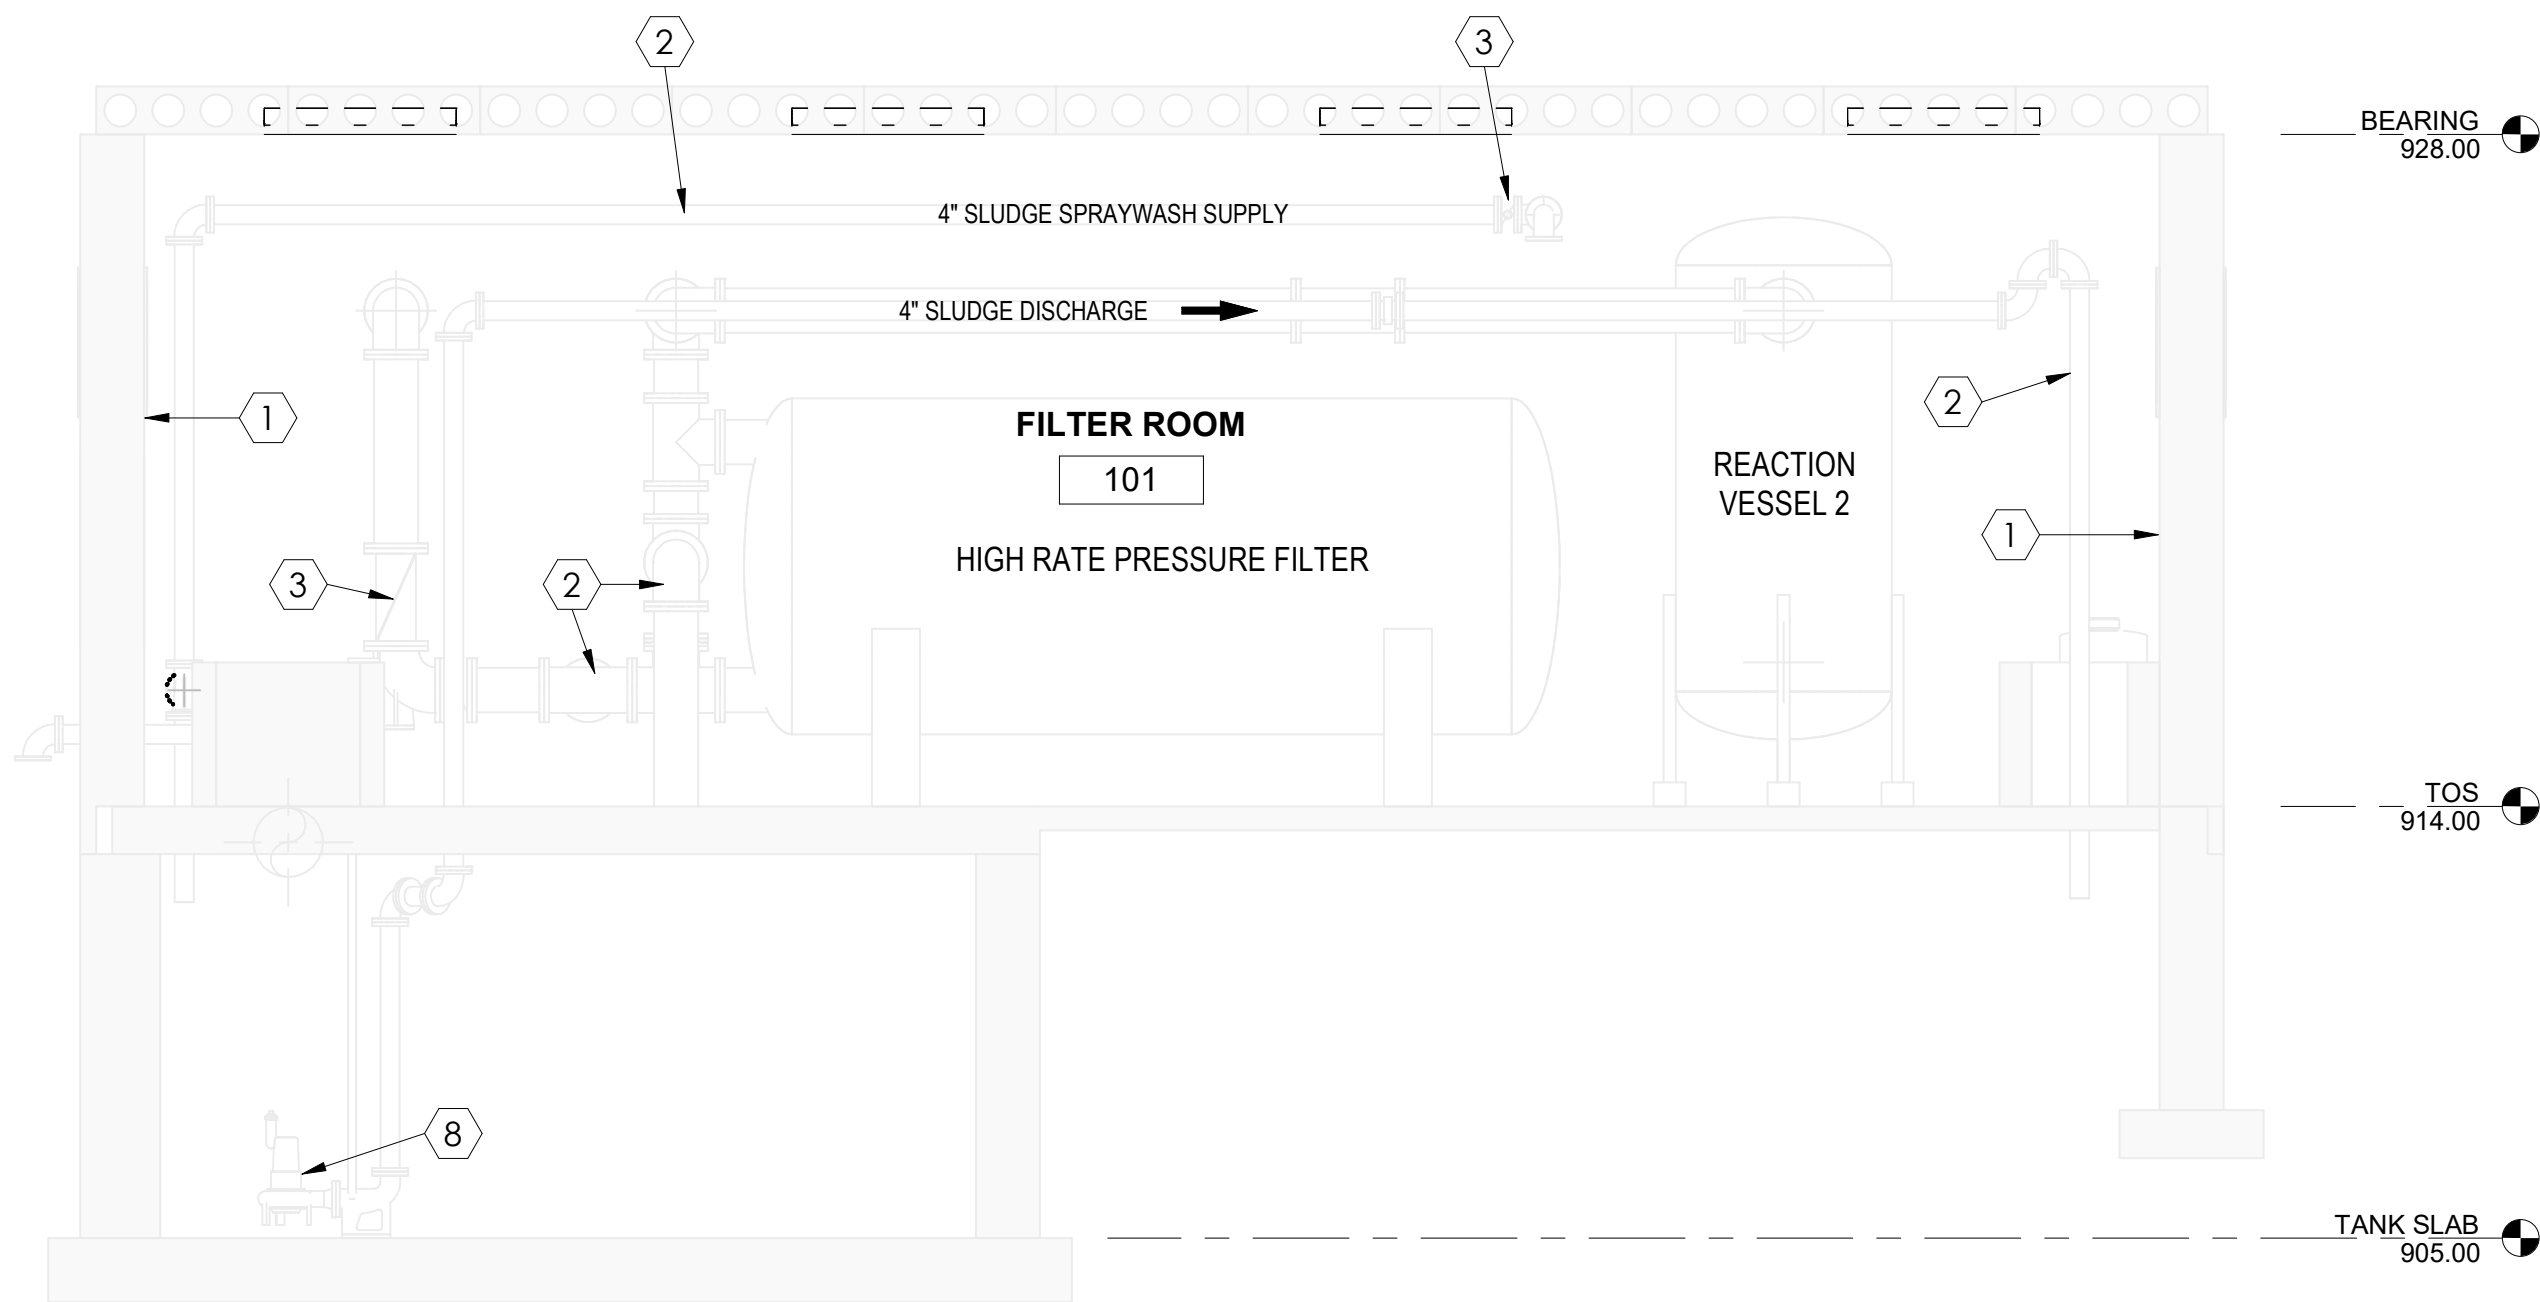 2
3
BEARING
928.00
4" SLUDGE SPRAYWASH SUPPLY
4" SLUDGE DISCHARGE
1
2
FILTER ROOM
101
REACTION
VESSEL 2
1
HIGH RATE PRESSURE FILTER
3
2
TOS
914.00
8
TANK SLAB
905.00